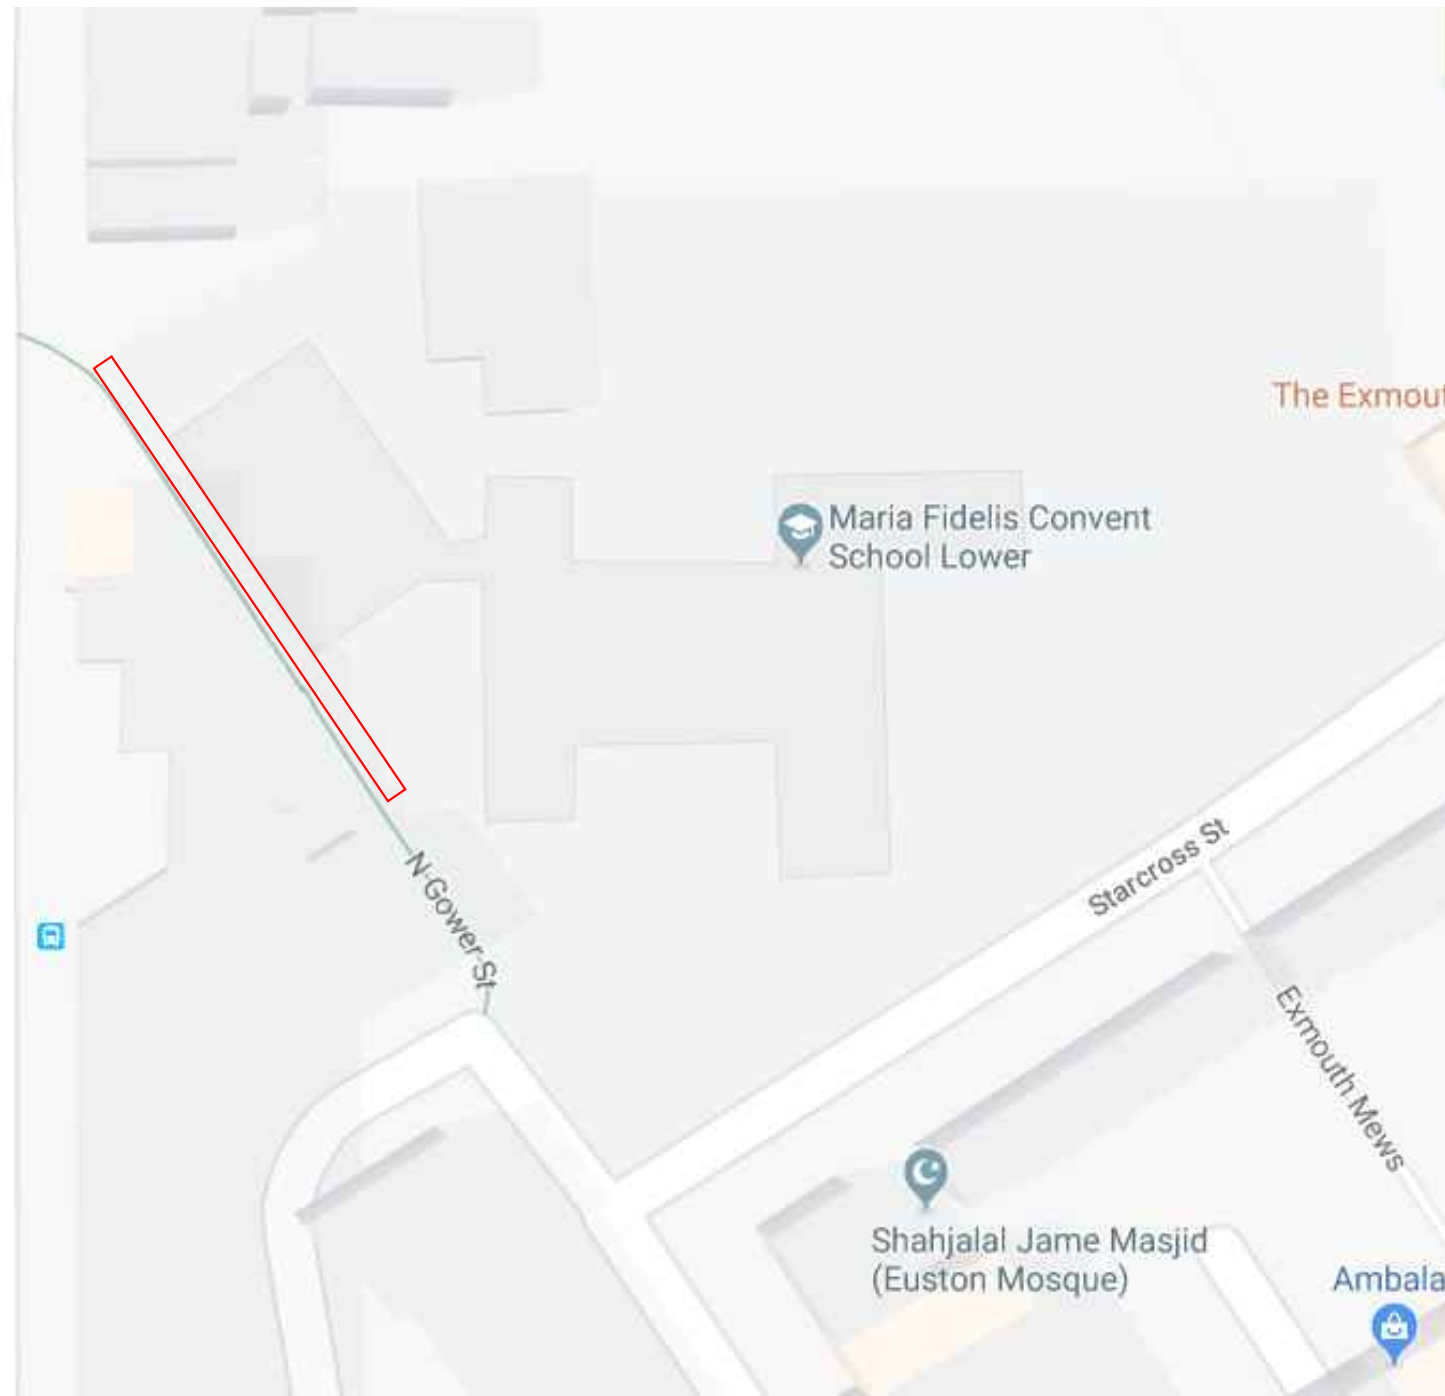 The Exmout
Maria Fidelis Convent
School Lower
Starcross St
N Gower St
Exmouth Mews
Shahjalal Jame Masjid
(Euston Mosque)
Ambala